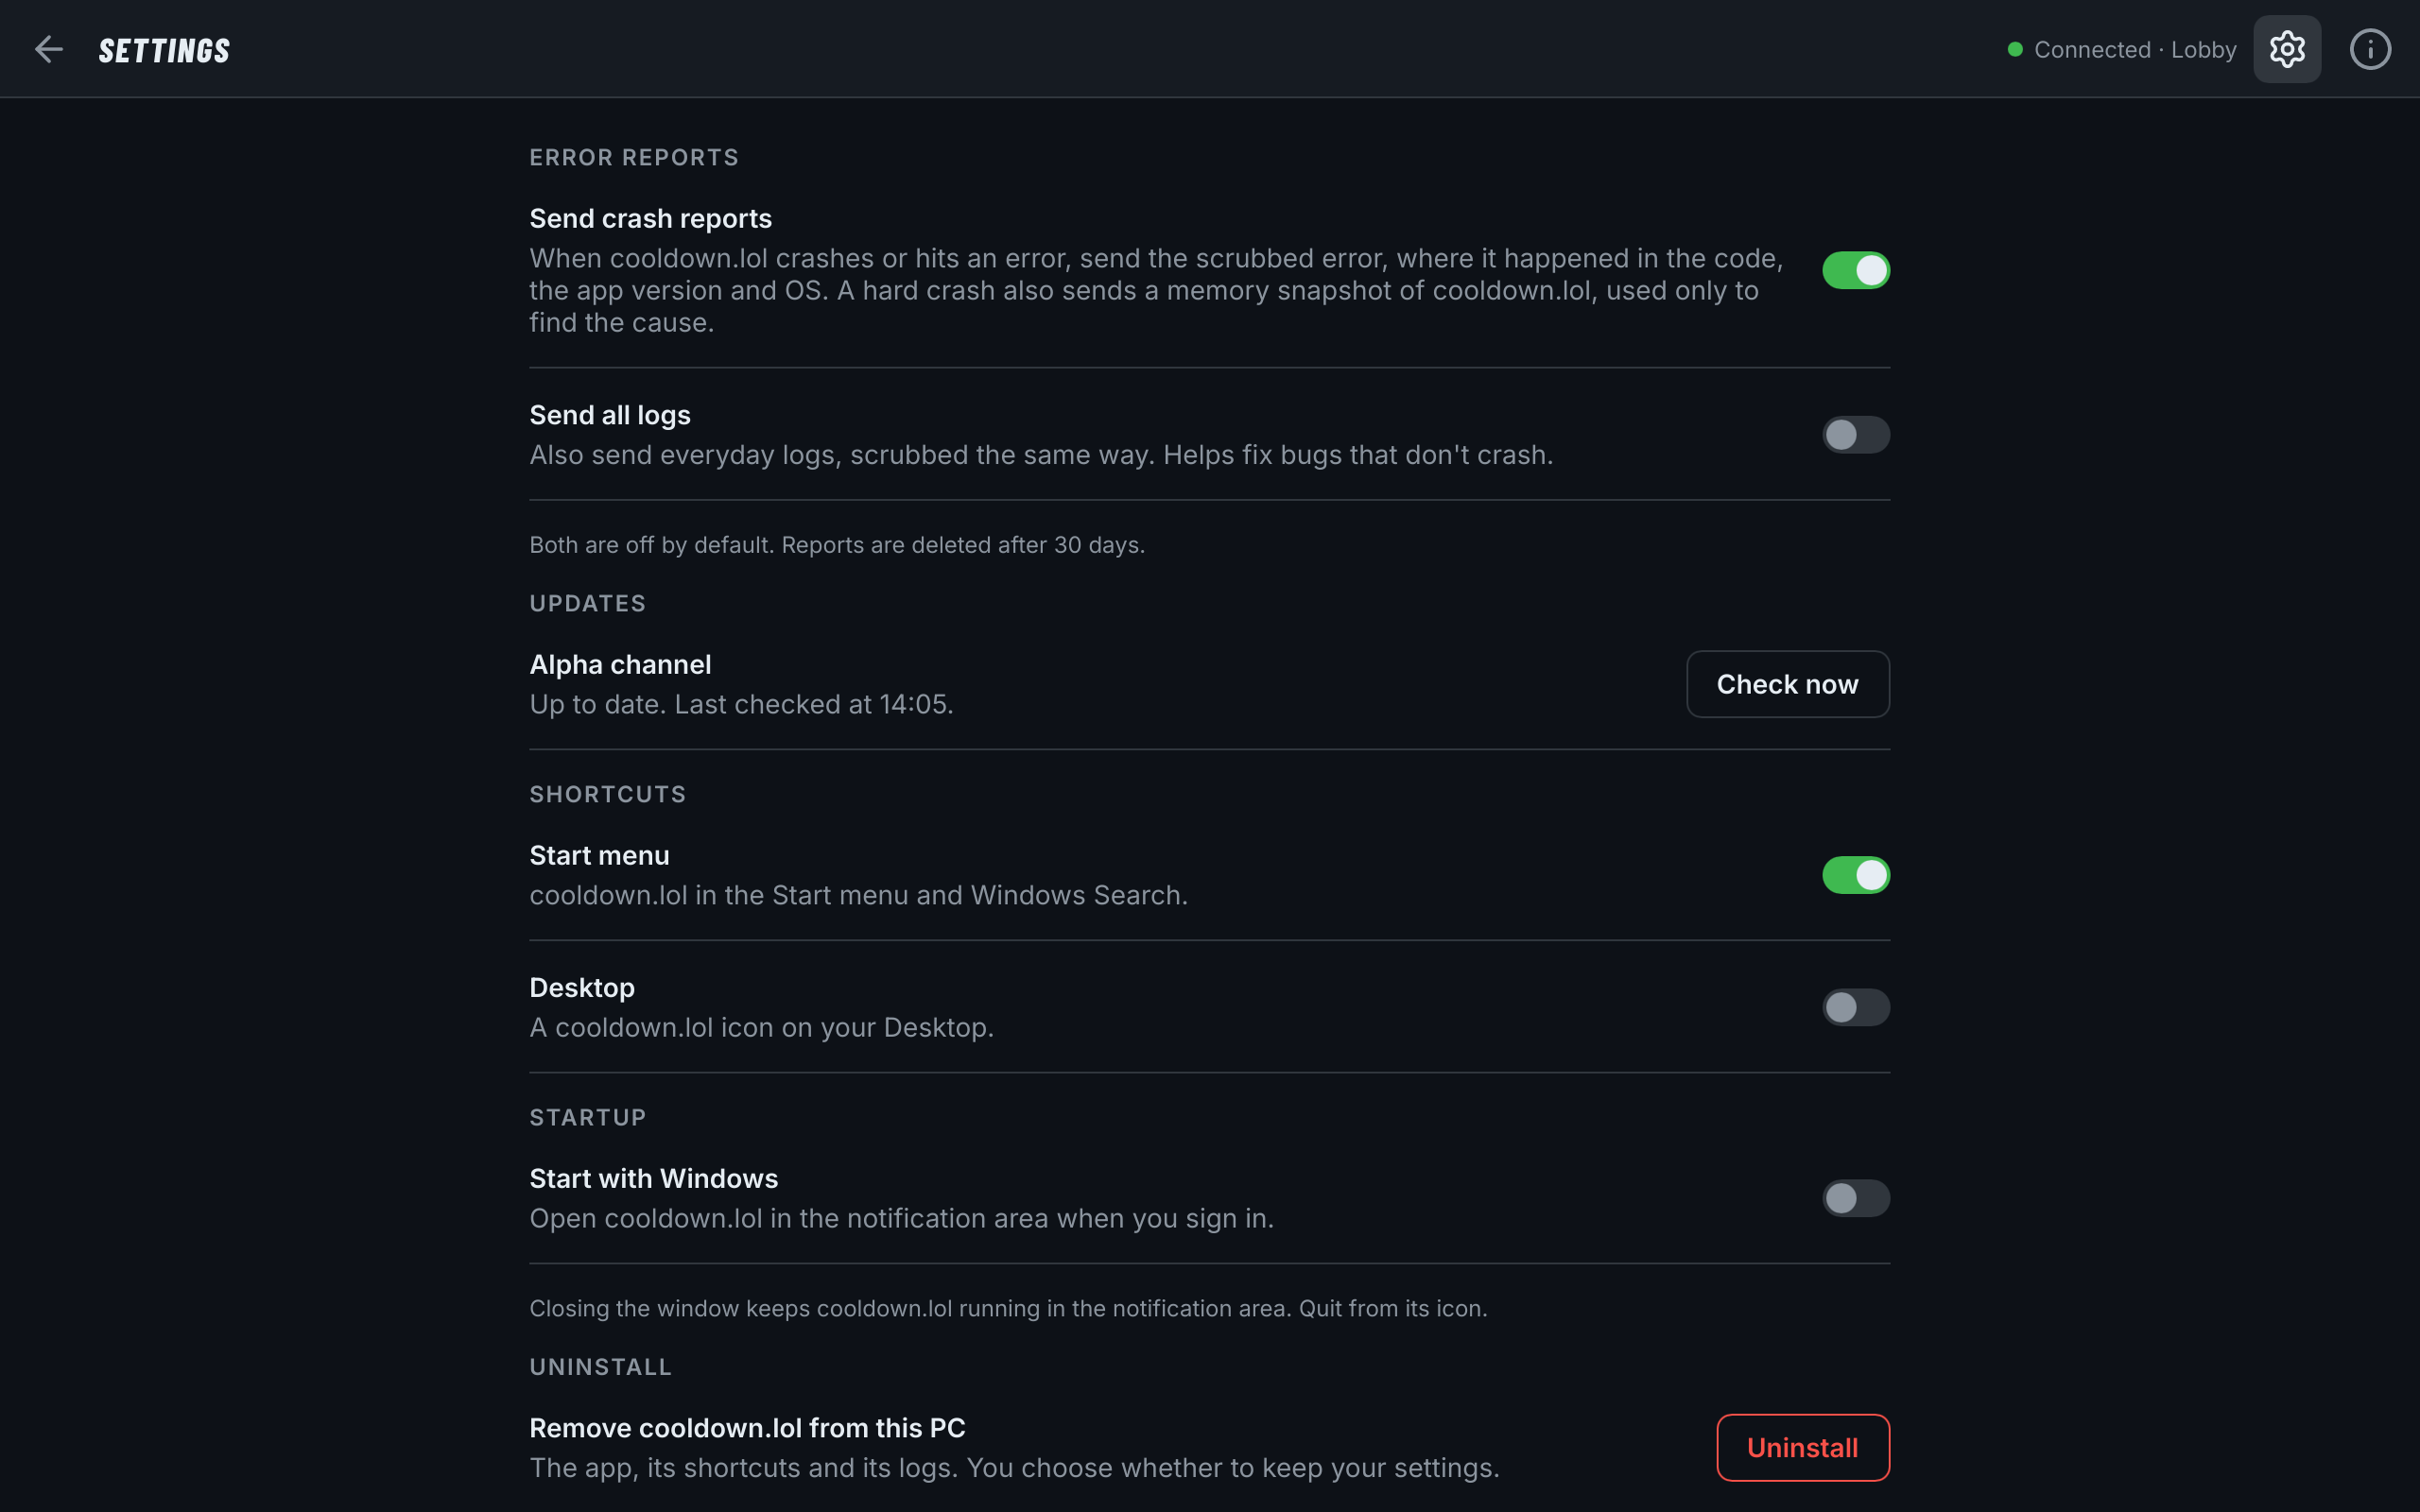 SETTINGS
Connected · Lobby
ERROR REPORTS
Send crash reports
When cooldown.lol crashes or hits an error, send the scrubbed error, where it happened in the code,
the app version and OS. A hard crash also sends a memory snapshot of cooldown.lol, used only to
find the cause.
Send all logs
Also send everyday logs, scrubbed the same way. Helps fix bugs that don't crash.
Both are off by default. Reports are deleted after 30 days.
UPDATES
Alpha channel
Up to date. Last checked at 14:05.
Check now
SHORTCUTS
Start menu
cooldown.lol in the Start menu and Windows Search.
Desktop
A cooldown.lol icon on your Desktop.
STARTUP
Start with Windows
Open cooldown.lol in the notification area when you sign in.
Closing the window keeps cooldown.lol running in the notification area. Quit from its icon.
UNINSTALL
Remove cooldown.lol from this PC
The app, its shortcuts and its logs. You choose whether to keep your settings.
Uninstall